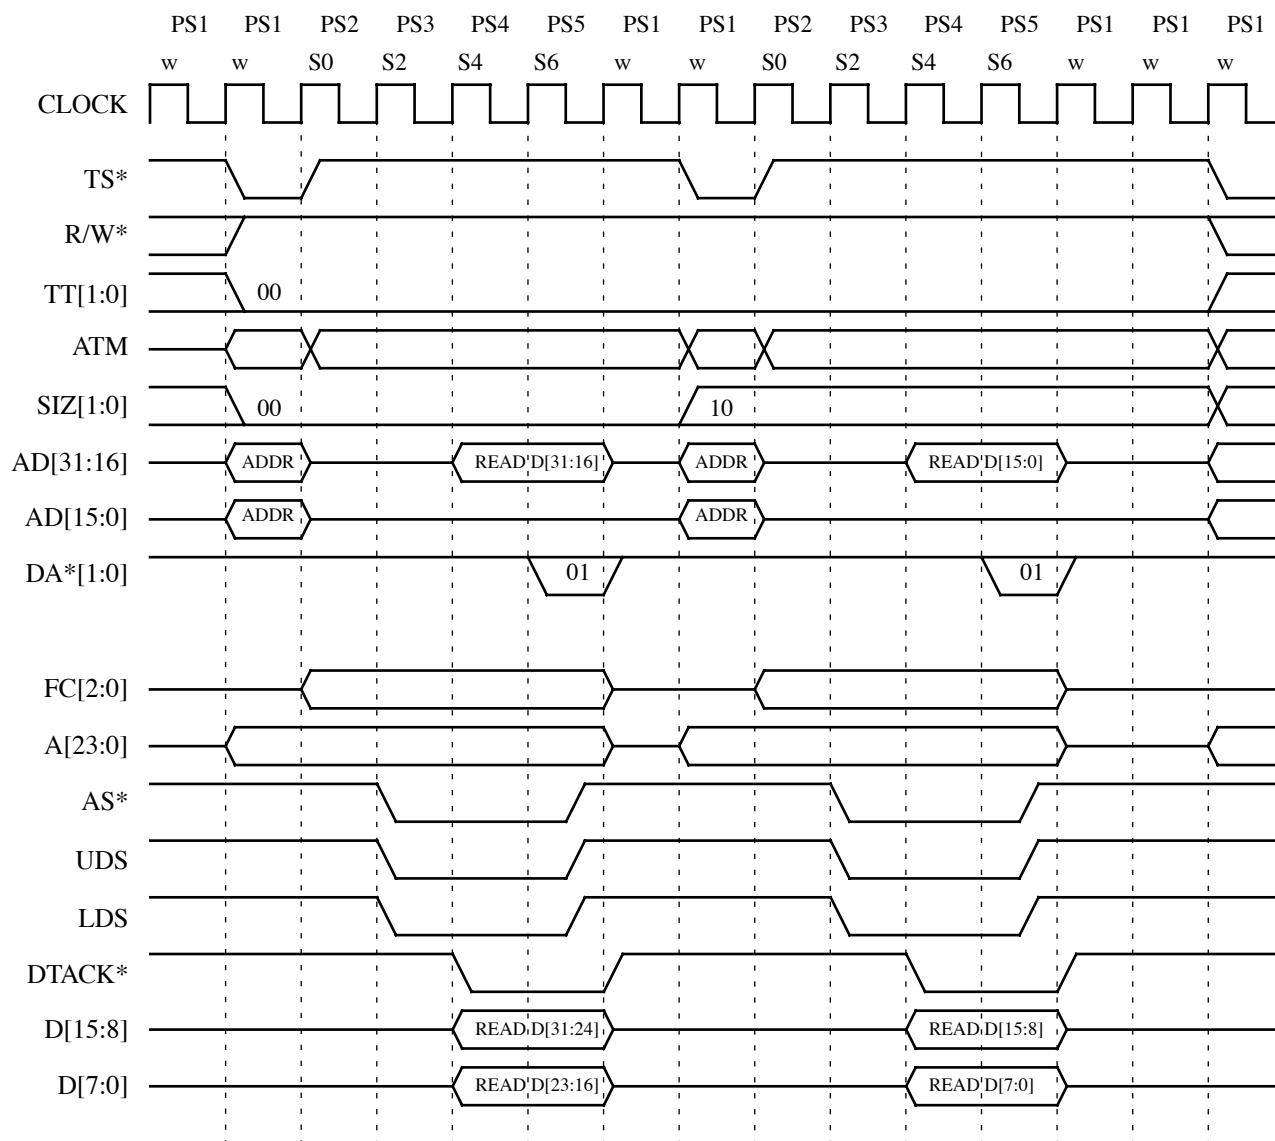 PS1 PS1 PS2 PS3 PS4 PS5 PS1 PS1 PS2 PS3 PS4 PS5 PS1 PS1 PS1
w w S0 S2 S4 S6 w w S0 S2 S4 S6 w w w
CLOCK
TS*
R/W*
TT[1:0] 00
ATM
SIZ[1:0] 00 10
AD[31:16] ADDR READ D[31:16] ADDR READ D[15:0]
AD[15:0] ADDR ADDR
DA*[1:0] 01 01
FC[2:0]
A[23:0]
AS*
UDS
LDS
DTACK*
D[15:8] READ D[31:24] READ D[15:8]
D[7:0] READ D[23:16] READ D[7:0]